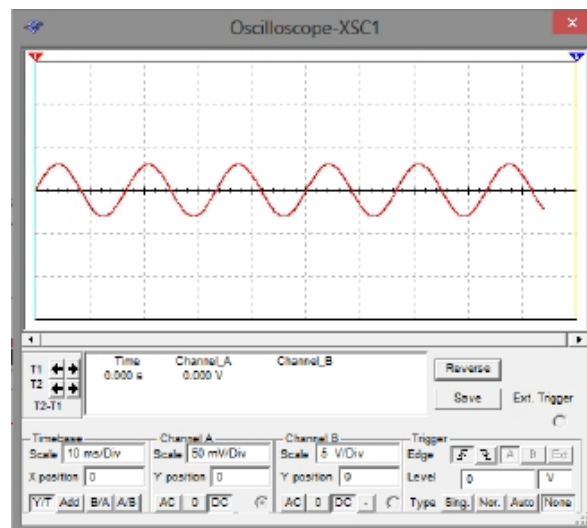 Oscilloscope-XSC1
1
T1
T2
T2-T1
Time Channel_A Channel_B
0.000 s 0.000 V
Reverse
Save
Ext. Trigger
Timebase
Scale 10 ms/Div
X position 0
Y/T Add B/A A/B
Channel A
Scale 50 mV/Div
Y position 0
AC 0 DC
Channel B
Scale 5 V/Div
Y position 0
AC 0 DC -
Trigger
Edge A B Ext
Level 0 V
Type Sing. Nor. Auto None